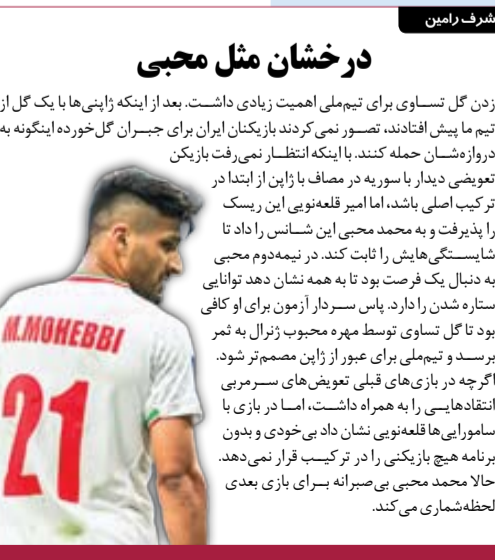 شرف رامین
درخشان مثل محبی
زدن گل تساوی برای تیم‌ملی اهمیت زیادی داشت. بعد از اینکه ژاپنی‌ها با یک گل از
تیم ما پیش افتادند، تصور نمی‌کردند بازیکنان ایران برای جبران گل‌خورده اینگونه به
دروازه‌شان حمله کنند. با اینکه انتظار نمی‌رفت بازیکن
تعویضی دیدار با سوریه در مصاف با ژاپن از ابتدا در
ترکیب اصلی باشد، اما امیر قلعه‌نویی این ریسک
را پذیرفت و به محمد محبی این شانس را داد تا
شایستگی‌هایش را ثابت کند. در نیمه‌دوم محبی
به دنبال یک فرصت بود تا به همه نشان دهد توانایی
ستاره شدن را دارد. پاس سردار آزمون برای او کافی
بود تا گل تساوی توسط مهره محبوب ژنرال به ثمر
برسد و تیم‌ملی برای عبور از ژاپن مصمم‌تر شود.
اگرچه در بازی‌های قبلی تعویض‌های سرمربی
انتقادهایی را به همراه داشت، اما در بازی با
سامورایی‌ها قلعه‌نویی نشان داد بی‌خودی و بدون
برنامه هیچ بازیکنی را در ترکیب قرار نمی‌دهد.
حالا محمد محبی بی‌صبرانه برای بازی بعدی
لحظه‌شماری می‌کند.
M.MOHEBBI
21